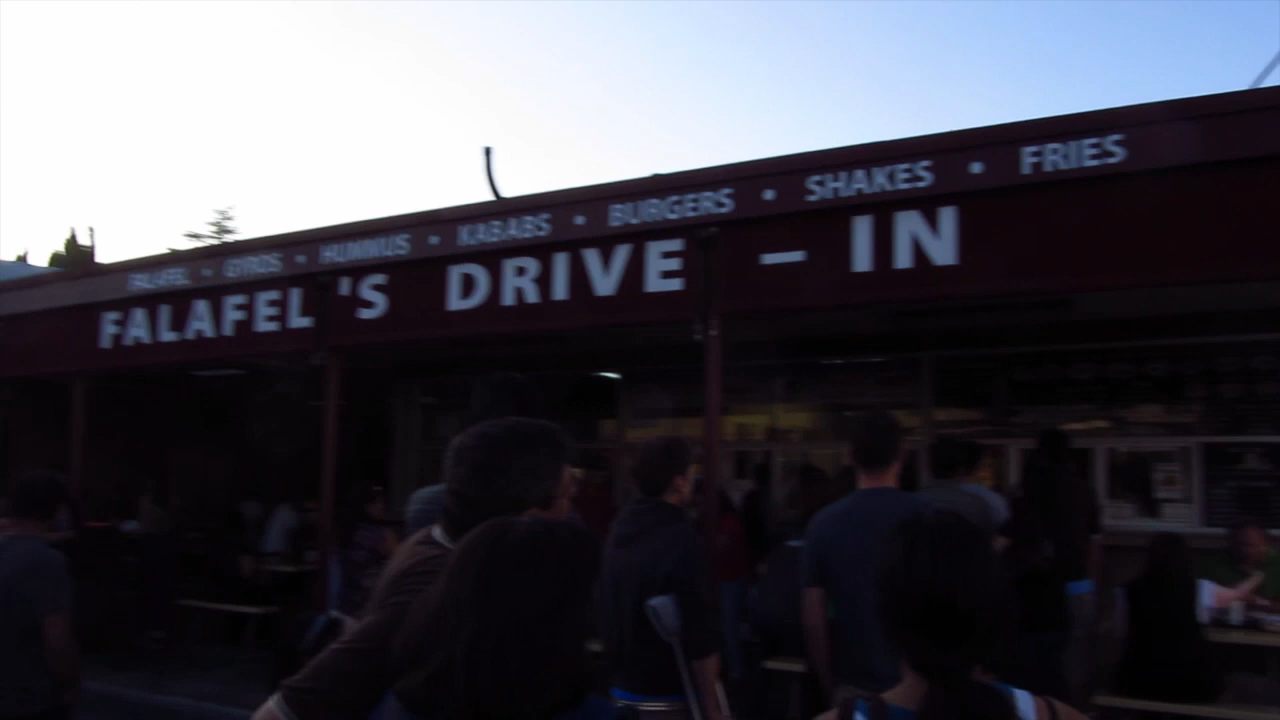 FALAFEL • GYROS • HUMMUS • KABABS • BURGERS • SHAKES • FRIES
FALAFEL'S DRIVE - IN